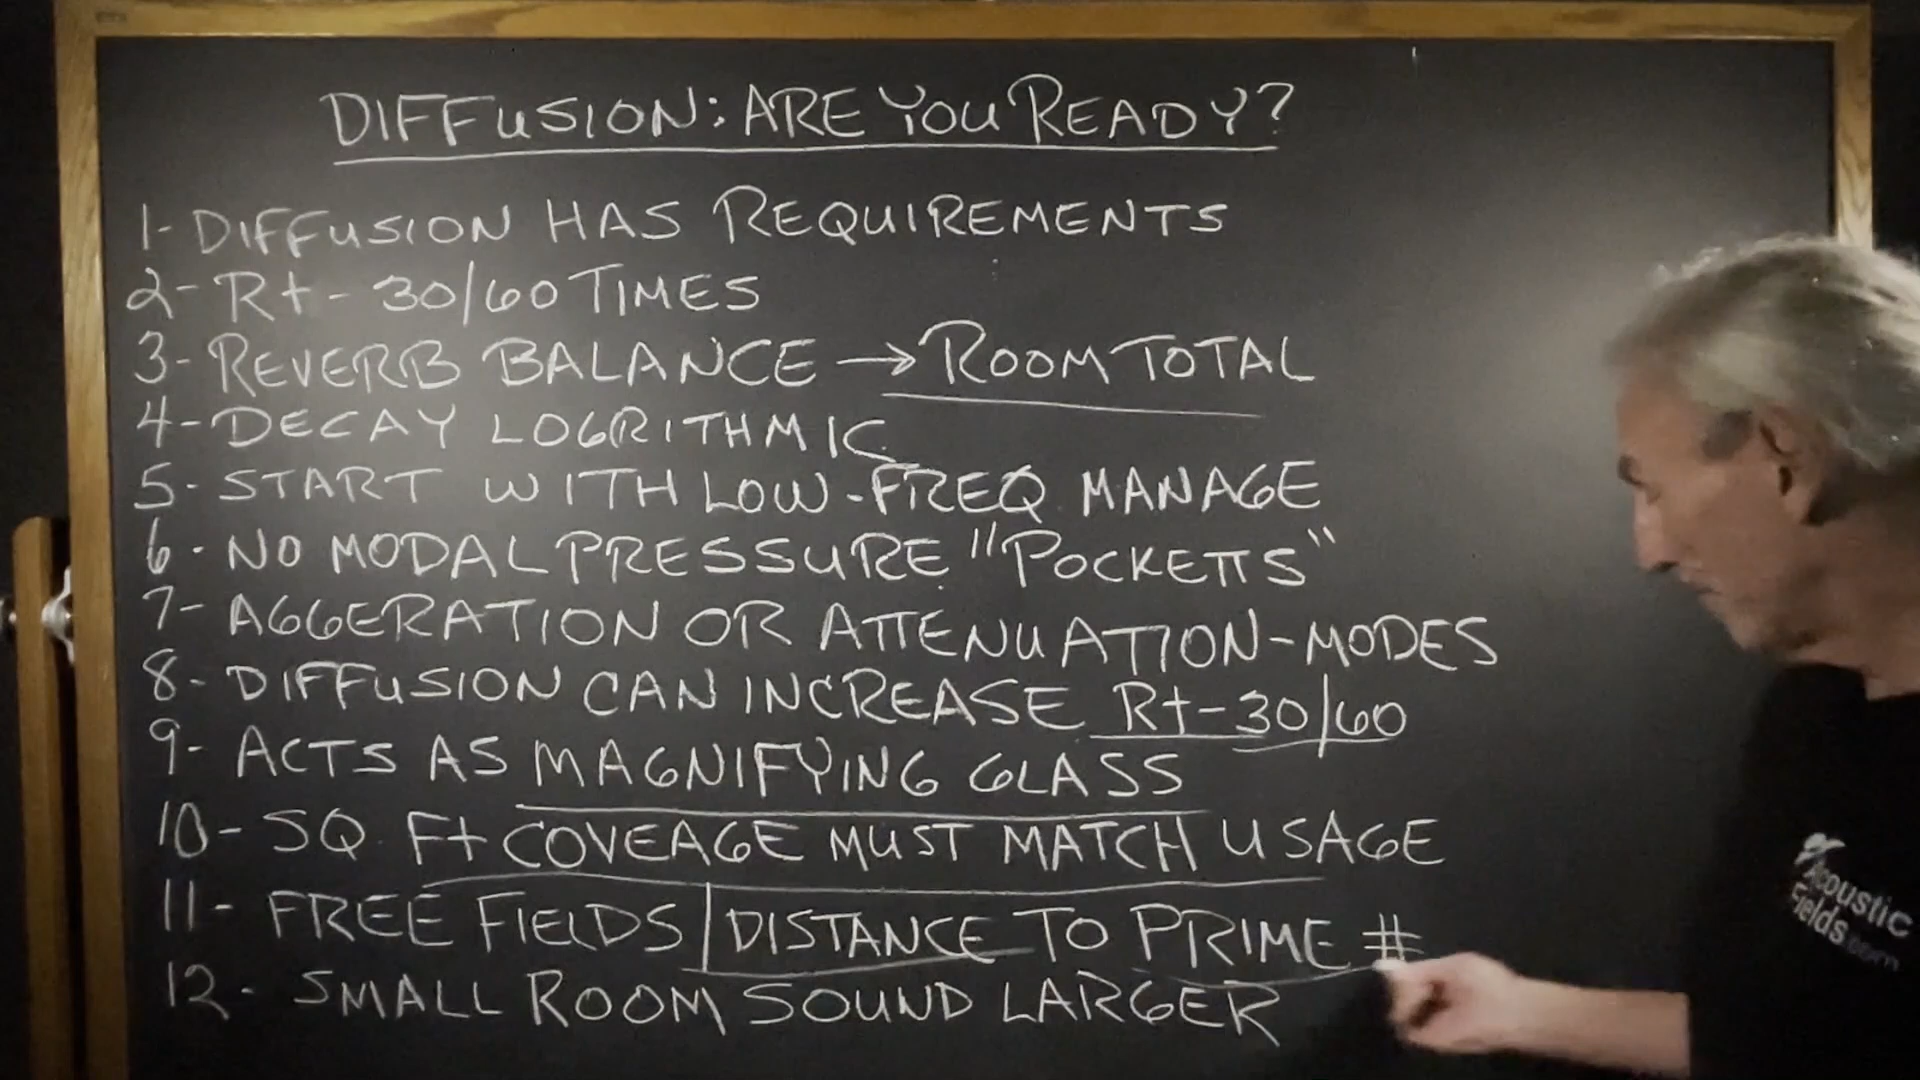 DIFFUSION: ARE YOU READY?
1- DIFFUSION HAS REQUIREMENTS
2- Rt - 30/60 TIMES
3- REVERB BALANCE → ROOM TOTAL
4- DECAY LOGRITHMIC
5- START WITH LOW-FREQ MANAGE
6- NO MODAL PRESSURE "POCKETTS"
7- AGGERATION OR ATTENUATION-MODES
8- DIFFUSION CAN INCREASE Rt-30/60
9- ACTS AS MAGNIFYING GLASS
10- SQ Ft COVEAGE MUST MATCH USAGE
11- FREE FIELDS | DISTANCE TO PRIME #
12- SMALL ROOM SOUND LARGER
Acoustic
Fields.com